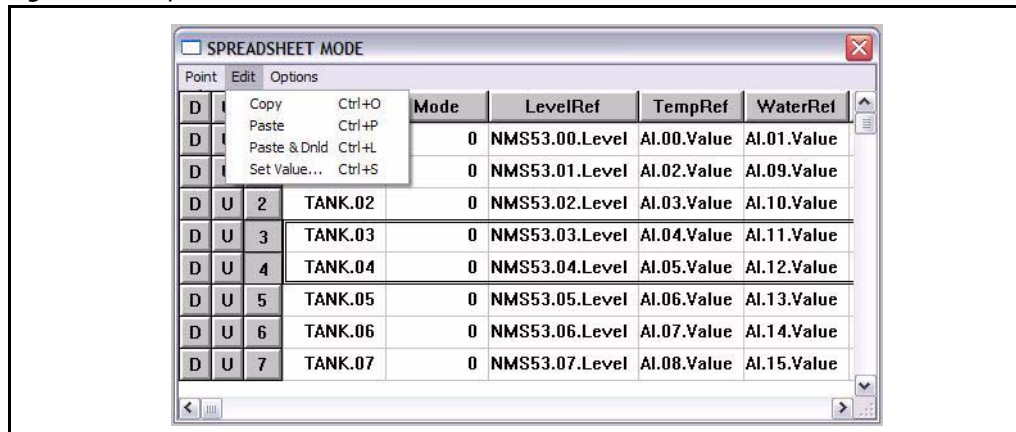 SPREADSHEET MODE
Point Edit Options
Copy Ctrl+O
Paste Ctrl+P
Paste & Dnld Ctrl+L
Set Value... Ctrl+S
D Mode LevelRef TempRef WaterRef
D 0 NMS53.00.Level AI.00.Value AI.01.Value
D 0 NMS53.01.Level AI.02.Value AI.09.Value
D U 2 TANK.02 0 NMS53.02.Level AI.03.Value AI.10.Value
D U 3 TANK.03 0 NMS53.03.Level AI.04.Value AI.11.Value
D U 4 TANK.04 0 NMS53.04.Level AI.05.Value AI.12.Value
D U 5 TANK.05 0 NMS53.05.Level AI.06.Value AI.13.Value
D U 6 TANK.06 0 NMS53.06.Level AI.07.Value AI.14.Value
D U 7 TANK.07 0 NMS53.07.Level AI.08.Value AI.15.Value